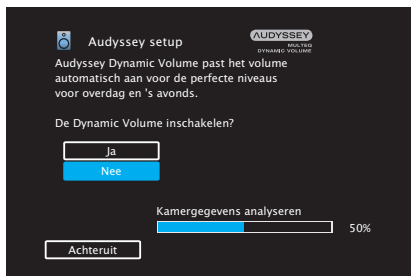 Audyssey setup
AUDYSSEY
MULTEQ
DYNAMIC VOLUME
Audyssey Dynamic Volume past het volume
automatisch aan voor de perfecte niveaus
voor overdag en 's avonds.
De Dynamic Volume inschakelen?
Ja
Nee
Kamergegevens analyseren
50%
Achteruit